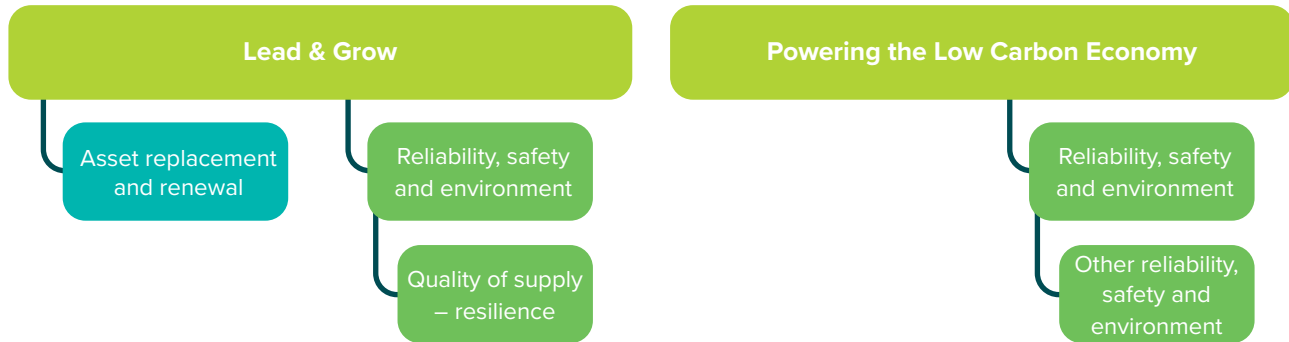 Lead & Grow
Asset replacement
and renewal
Reliability, safety
and environment
Quality of supply
– resilience
Powering the Low Carbon Economy
Reliability, safety
and environment
Other reliability,
safety and
environment